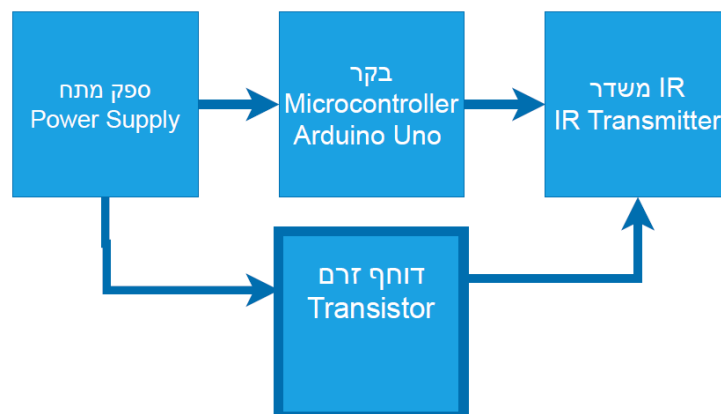 ספק מתח
Power Supply
בקר
Microcontroller
Arduino Uno
משדר IR
IR Transmitter
דוחף זרם
Transistor